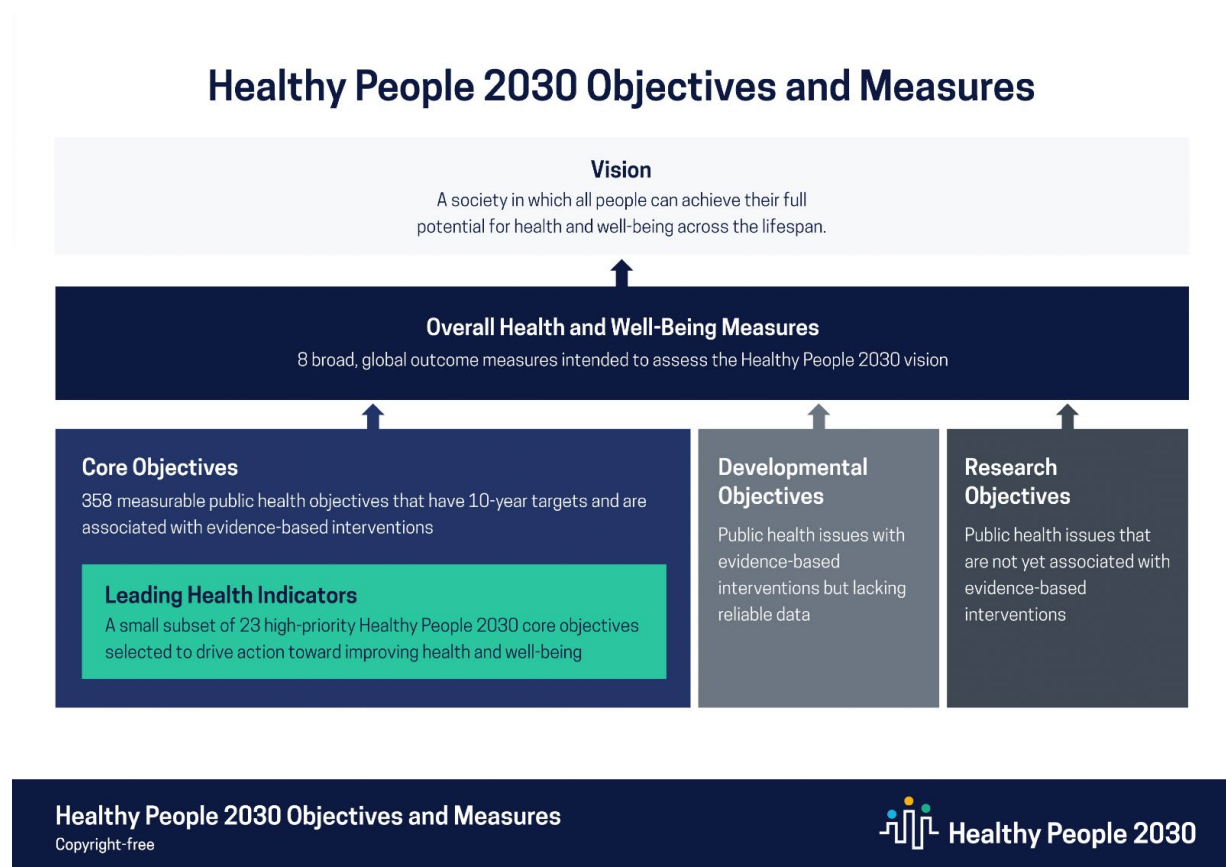 Healthy People 2030 Objectives and Measures
Vision
A society in which all people can achieve their full
potential for health and well-being across the lifespan.
Overall Health and Well-Being Measures
8 broad, global outcome measures intended to assess the Healthy People 2030 vision
Core Objectives
358 measurable public health objectives that have 10-year targets and are
associated with evidence-based interventions
Leading Health Indicators
A small subset of 23 high-priority Healthy People 2030 core objectives
selected to drive action toward improving health and well-being
Developmental
Objectives
Public health issues with
evidence-based
interventions but lacking
reliable data
Research
Objectives
Public health issues that
are not yet associated with
evidence-based
interventions
Healthy People 2030 Objectives and Measures
Copyright-free
Healthy People 2030